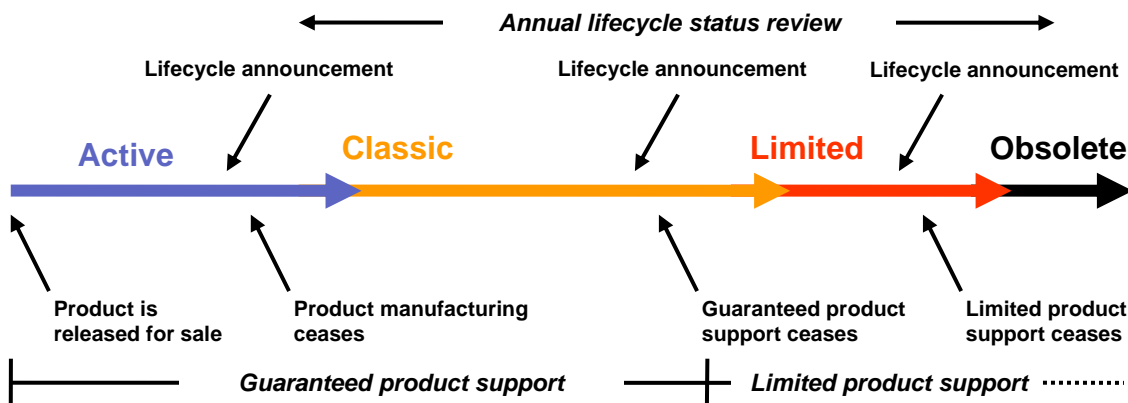 Annual lifecycle status review
Lifecycle announcement
Lifecycle announcement
Lifecycle announcement
Active
Classic
Limited
Obsolete
Product is
released for sale
Product manufacturing
ceases
Guaranteed product
support ceases
Limited product
support ceases
Guaranteed product support
Limited product support